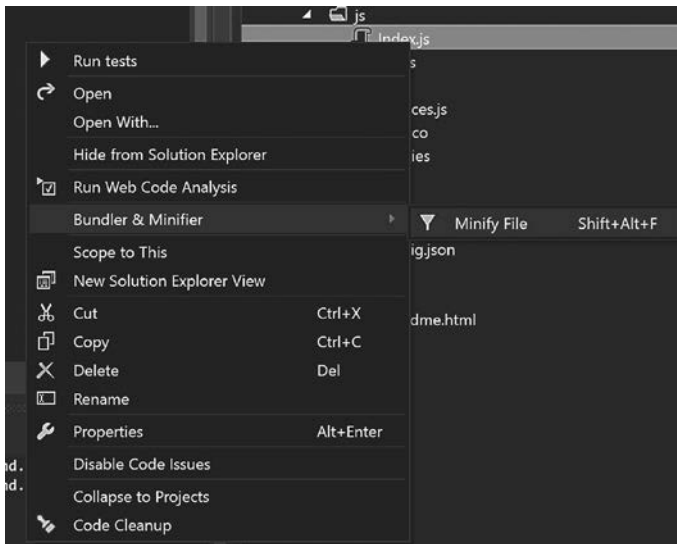 js
Index.js
Run tests
s
Open
ces.js
Open With...
co
Hide from Solution Explorer
ies
Run Web Code Analysis
Bundler & Minifier
Minify File Shift+Alt+F
Scope to This
ig.json
New Solution Explorer View
Cut Ctrl+X
dme.html
Copy Ctrl+C
Delete Del
Rename
Properties Alt+Enter
nd.
Disable Code Issues
nd.
Collapse to Projects
Code Cleanup